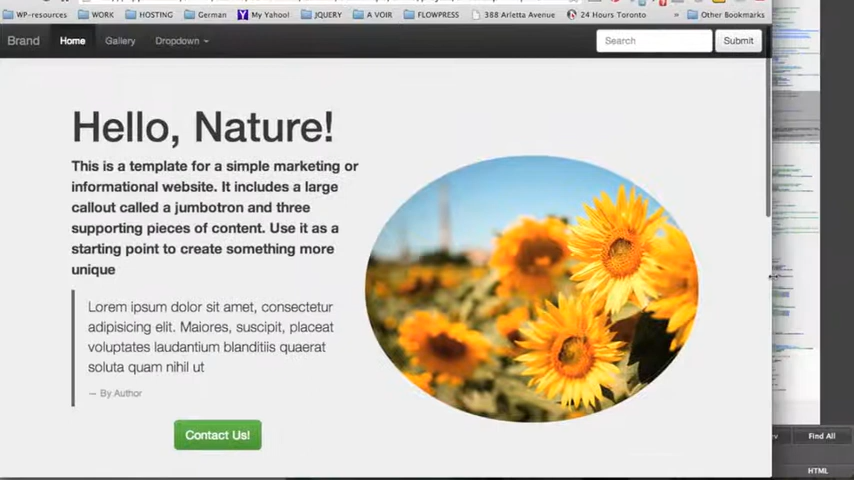 WP-resources WORK HOSTING German My Yahoo! JQUERY A VOIR FLOWPRESS 388 Arletta Avenue 24 Hours Toronto » Other Bookmarks
Brand Home Gallery Dropdown Search Submit
Hello, Nature!
This is a template for a simple marketing or
informational website. It includes a large
callout called a jumbotron and three
supporting pieces of content. Use it as a
starting point to create something more
unique
Lorem ipsum dolor sit amet, consectetur
adipisicing elit. Maiores, suscipit, placeat
voluptates laudantium blanditiis quaerat
soluta quam nihil ut
— By Author
Contact Us!
Find All
HTML